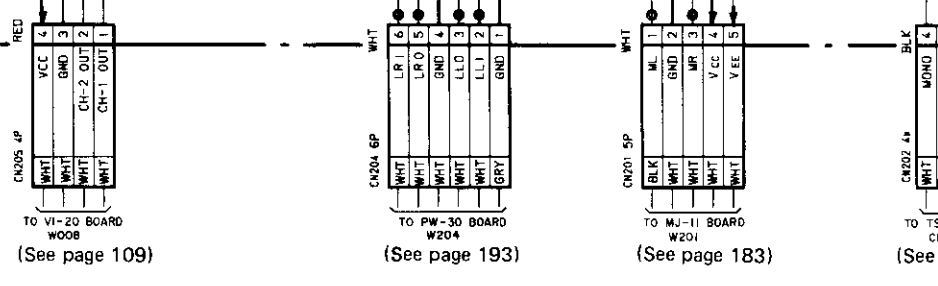 RED
4 3 2 1
VCC
GND
CH-2 OUT
CH-1 OUT
CN205 4P
WHT WHT WHT WHT
TO VI-20 BOARD
W008
(See page 109)
WHT
6 5 4 3 2 1
LRI
LRO
GND
LLO
LLI
GND
CN204 6P
WHT WHT WHT WHT WHT GRY
TO PW-30 BOARD
W204
(See page 193)
WHT
1 2 3 4 5
ML
GND
MR
VCC
VEE
CN201 5P
BLK WHT WHT WHT WHT
TO MJ-11 BOARD
W201
(See page 183)
BLK
4
MONO
CN202
WHT
TO TS
(See